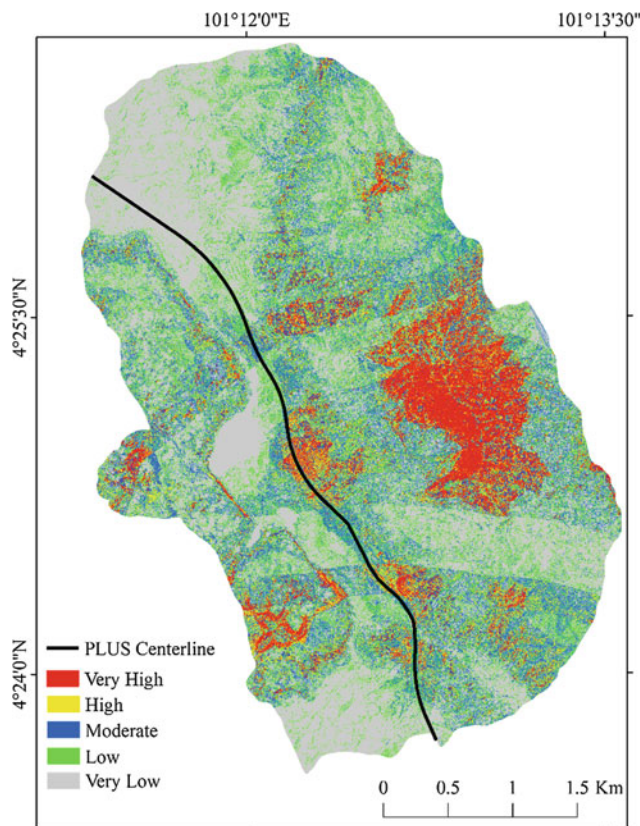 101°12'0"E
101°13'30"
4°25'30"N
4°24'0"N
PLUS Centerline
Very High
High
Moderate
Low
Very Low
0 0.5 1 1.5 Km